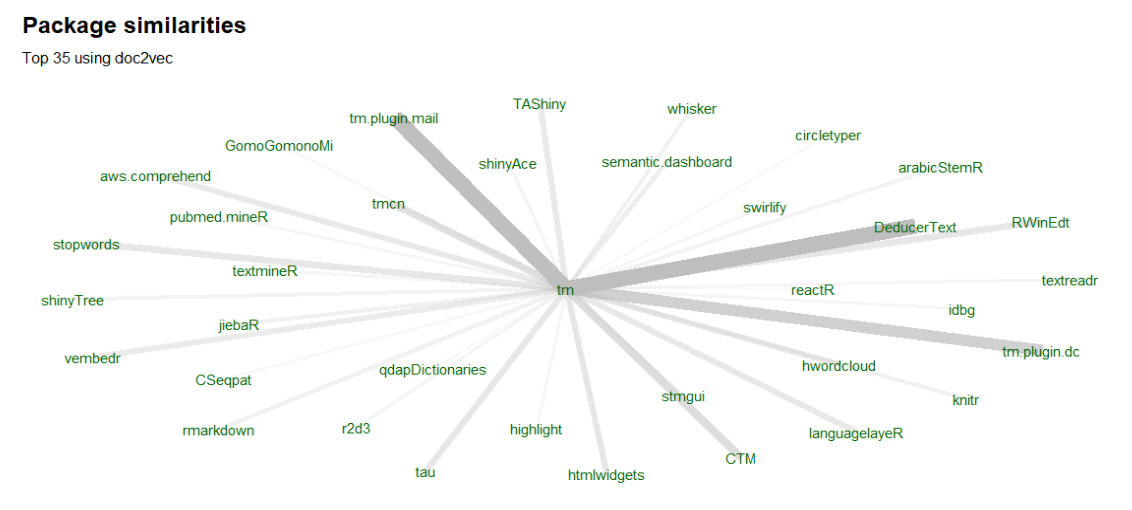 Package similarities
Top 35 using doc2vec
TAShiny
whisker
tm.plugin.mail
circletyper
GomoGomonoMi
shinyAce
semantic.dashboard
arabicStemR
aws.comprehend
tmcn
swirlify
pubmed.mineR
DeducerText
RWinEdt
stopwords
textmineR
textreadr
tm
reactR
shinyTree
idbg
jiebaR
tm.plugin.dc
vembedr
hwordcloud
qdapDictionaries
CSeqpat
stmgui
knitr
r2d3
highlight
rmarkdown
languagelayeR
CTM
tau
htmlwidgets